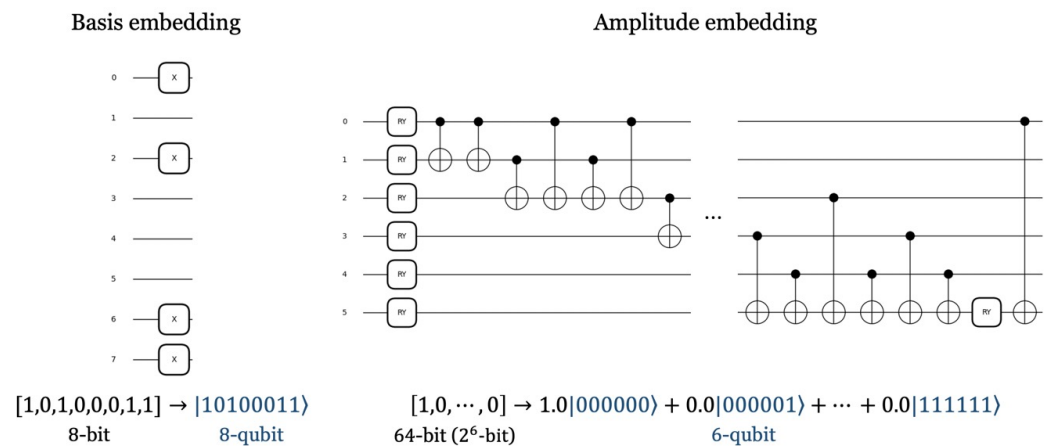 Basis embedding
0 X
1
2 X
3
4
5
6 X
7 X
[1,0,1,0,0,0,1,1] → |10100011⟩
8-bit 8-qubit
Amplitude embedding
0 RY
1 RY
2 RY
...
3 RY
4 RY
5 RY RY
[1,0,⋯,0] → 1.0|000000⟩ + 0.0|000001⟩ + ⋯ + 0.0|111111⟩
64-bit (2⁶-bit) 6-qubit